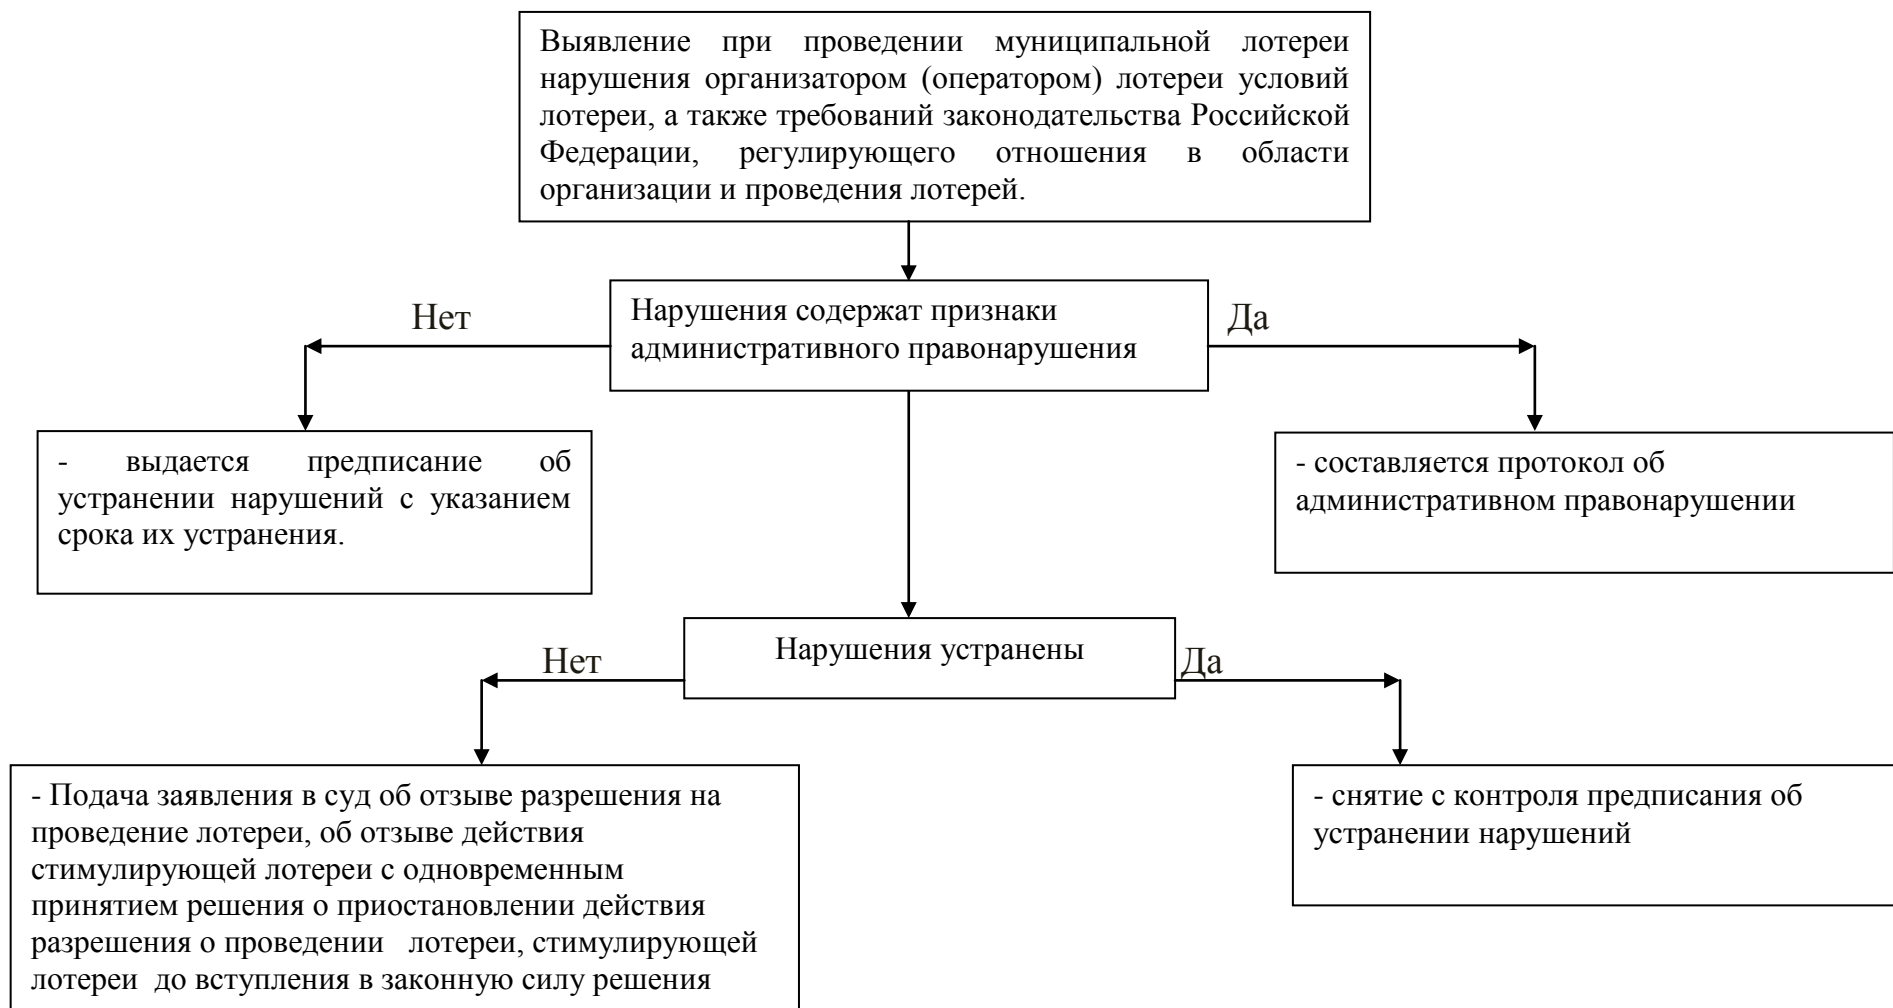 Выявление при проведении муниципальной лотереи
нарушения организатором (оператором) лотереи условий
лотереи, а также требований законодательства Российской
Федерации, регулирующего отношения в области
организации и проведения лотерей.
Нет
Нарушения содержат признаки
административного правонарушения
Да
- выдается предписание об
устранении нарушений с указанием
срока их устранения.
- составляется протокол об
административном правонарушении
Нет
Нарушения устранены
Да
- Подача заявления в суд об отзыве разрешения на
проведение лотереи, об отзыве действия
стимулирующей лотереи с одновременным
принятием решения о приостановлении действия
разрешения о проведении лотереи, стимулирующей
лотереи до вступления в законную силу решения
- снятие с контроля предписания об
устранении нарушений